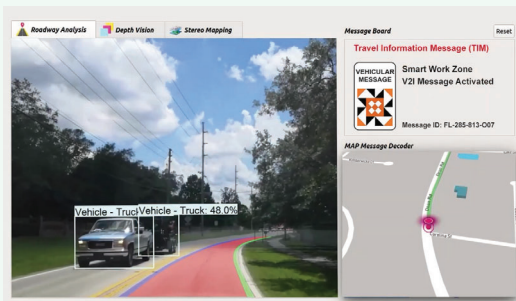 Roadway Analysis
Depth Vision
Stereo Mapping
Vehicle - Truck
Vehicle - Truck: 48.0%
Message Board
Reset
Travel Information Message (TIM)
VEHICULAR
MESSAGE
Smart Work Zone
V2I Message Activated
Message ID: FL-285-813-O07
MAP Message Decoder